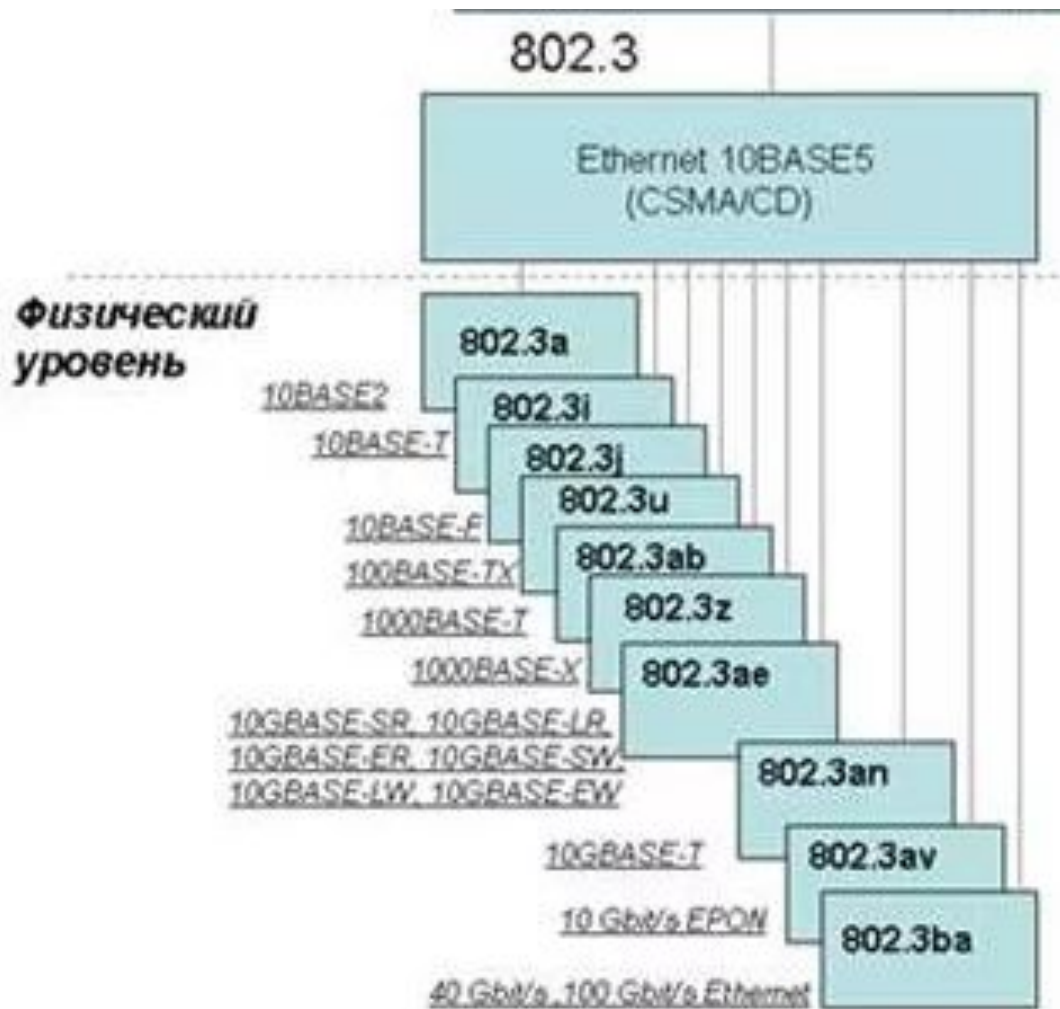 802.3
Ethernet 10BASE5
(CSMA/CD)
Физический
уровень
802.3a
10BASE2
802.3i
10BASE-T
802.3j
802.3u
10BASE-F
802.3ab
100BASE-TX
802.3z
1000BASE-T
1000BASE-X
802.3ae
10GBASE-SR, 10GBASE-LR,
10GBASE-ER, 10GBASE-SW,
10GBASE-LW, 10GBASE-EW
802.3an
10GBASE-T
802.3av
10 Gbit/s EPON
802.3ba
40 Gbit/s ,100 Gbit/s Ethernet